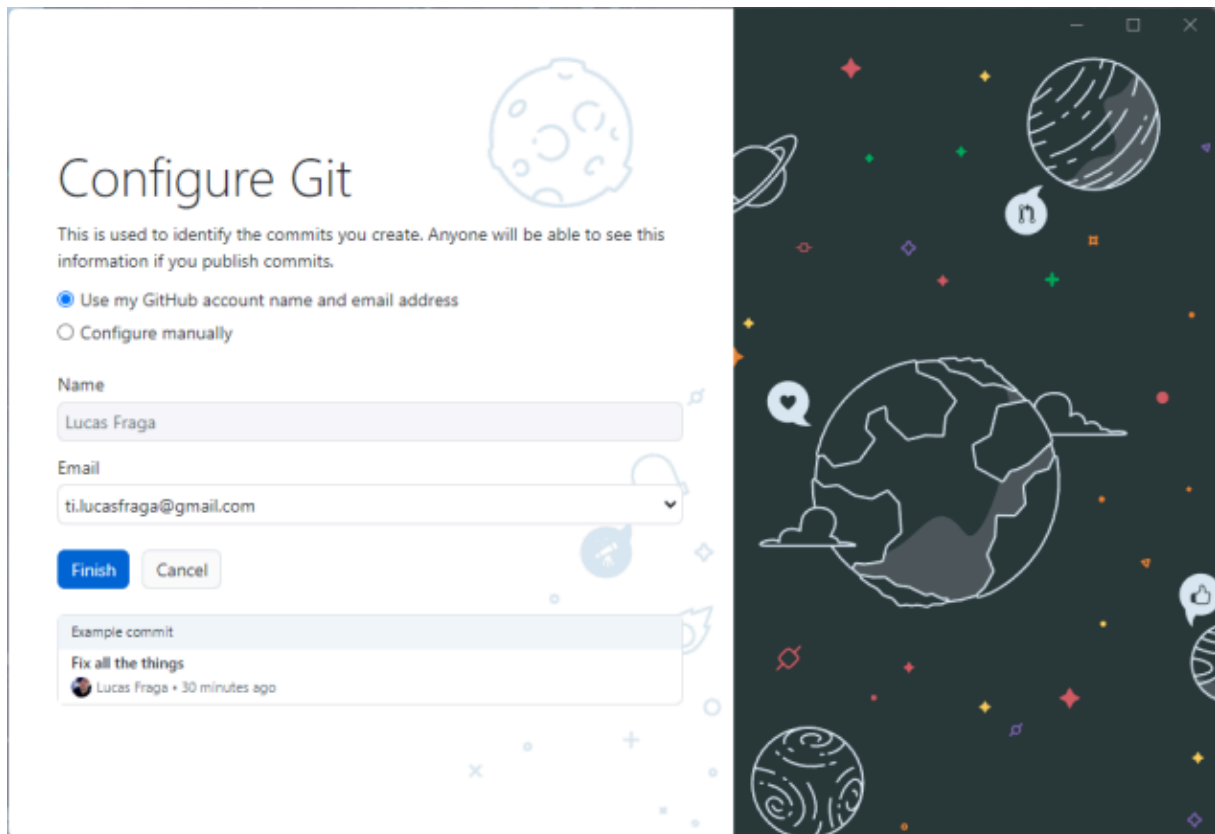 Configure Git
This is used to identify the commits you create. Anyone will be able to see this
information if you publish commits.
Use my GitHub account name and email address
Configure manually
Name
Lucas Fraga
Email
ti.lucasfraga@gmail.com
Finish Cancel
Example commit
Fix all the things
Lucas Fraga • 30 minutes ago